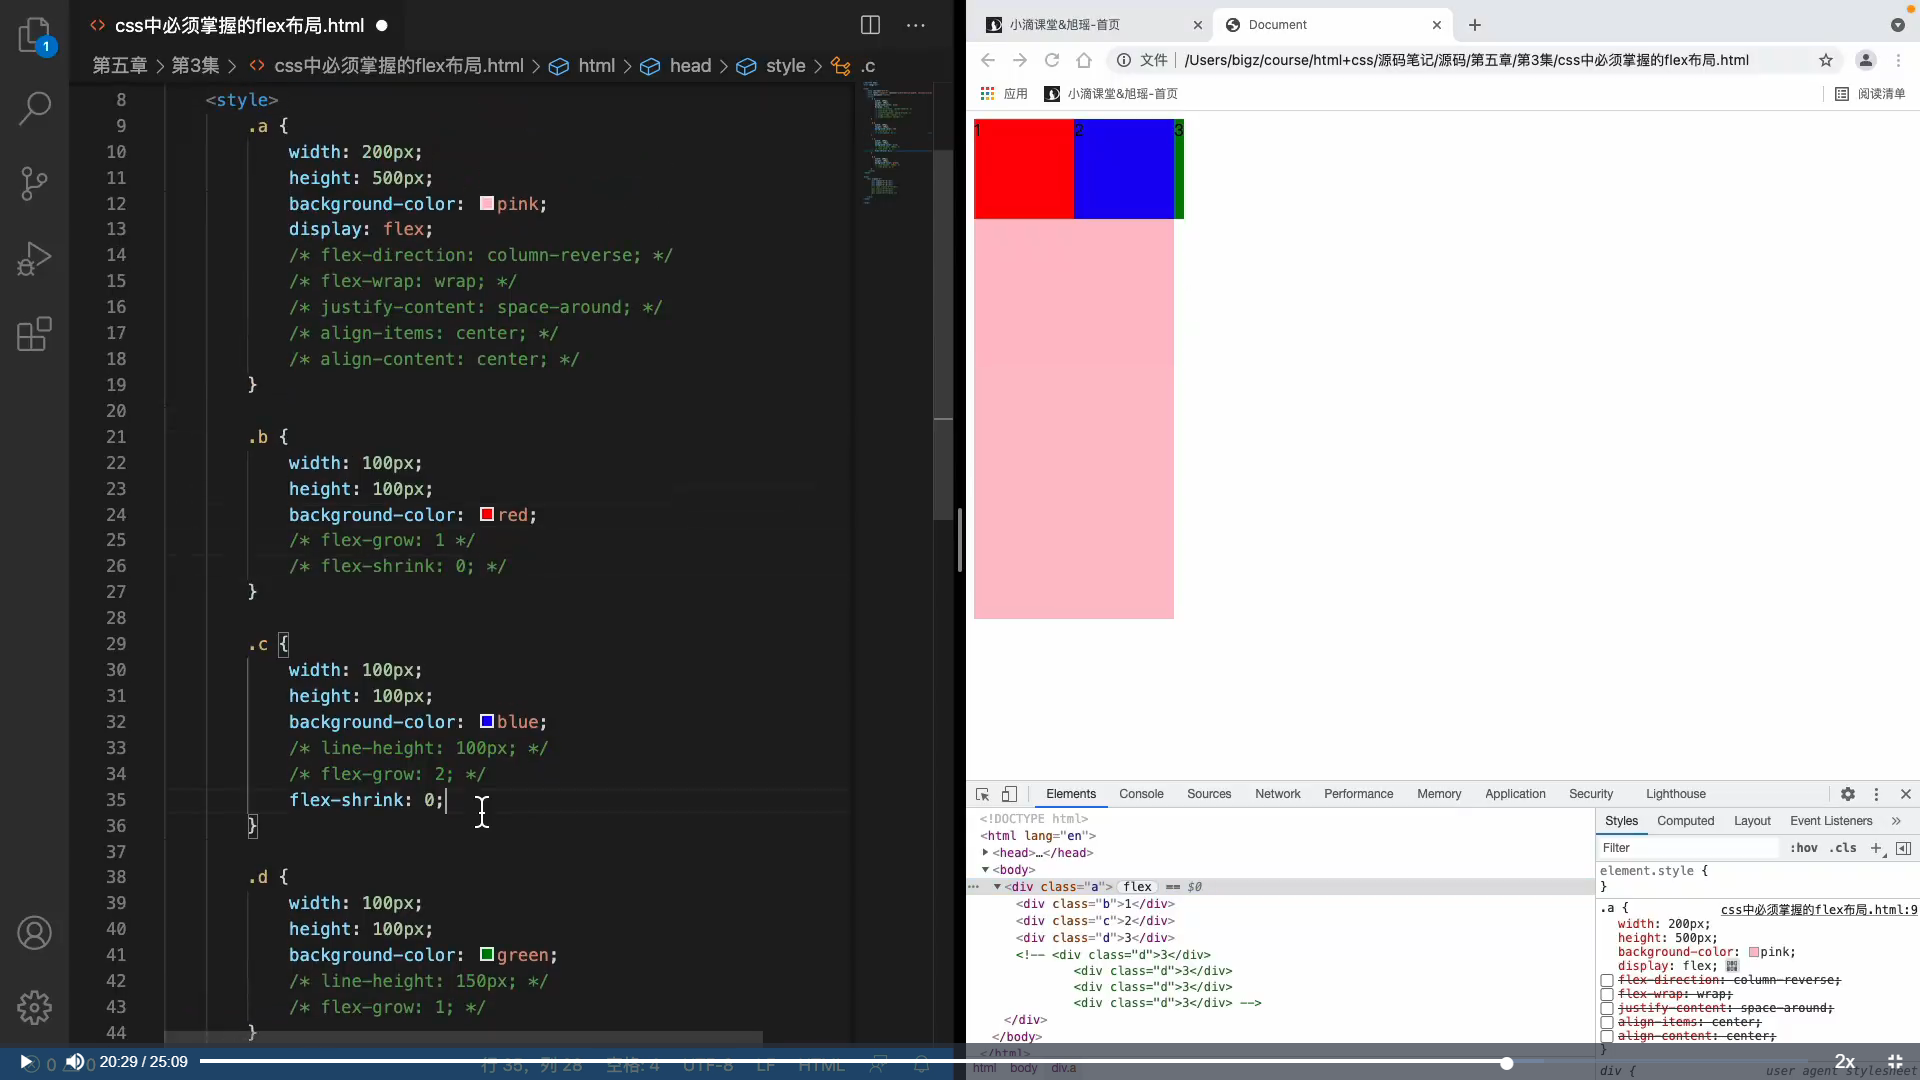 css中必须掌握的flex布局.html
1
第五章 > 第3集 > css中必须掌握的flex布局.html > html > head > style > .c
8 <style>
9 .a {
10 width: 200px;
11 height: 500px;
12 background-color: pink;
13 display: flex;
14 /* flex-direction: column-reverse; */
15 /* flex-wrap: wrap; */
16 /* justify-content: space-around; */
17 /* align-items: center; */
18 /* align-content: center; */
19 }
20
21 .b {
22 width: 100px;
23 height: 100px;
24 background-color: red;
25 /* flex-grow: 1 */
26 /* flex-shrink: 0; */
27 }
28
29 .c {
30 width: 100px;
31 height: 100px;
32 background-color: blue;
33 /* line-height: 100px; */
34 /* flex-grow: 2; */
35 flex-shrink: 0;
36 }
37
38 .d {
39 width: 100px;
40 height: 100px;
41 background-color: green;
42 /* line-height: 150px; */
43 /* flex-grow: 1; */
44 }
0 0 行 35，列 28 空格: 4 UTF-8 LF HTML
20:29 / 25:09
小滴课堂&旭瑶-首页
Document
文件 /Users/bigz/course/html+css/源码笔记/源码/第五章/第3集/css中必须掌握的flex布局.html
应用 小滴课堂&旭瑶-首页 阅读清单
1 2 3
Elements Console Sources Network Performance Memory Application Security Lighthouse
<!DOCTYPE html>
<html lang="en">
<head>…</head>
<body>
<div class="a"> flex == $0
<div class="b">1</div>
<div class="c">2</div>
<div class="d">3</div>
<!-- <div class="d">3</div>
<div class="d">3</div>
<div class="d">3</div>
<div class="d">3</div> -->
</div>
</body>
</html>
html body div.a
Styles Computed Layout Event Listeners »
Filter :hov .cls +
element.style {
}
.a { css中必须掌握的flex布局.html:9
width: 200px;
height: 500px;
background-color: pink;
display: flex;
flex-direction: column-reverse;
flex-wrap: wrap;
justify-content: space-around;
align-items: center;
align-content: center;
}
div { user agent stylesheet
2x